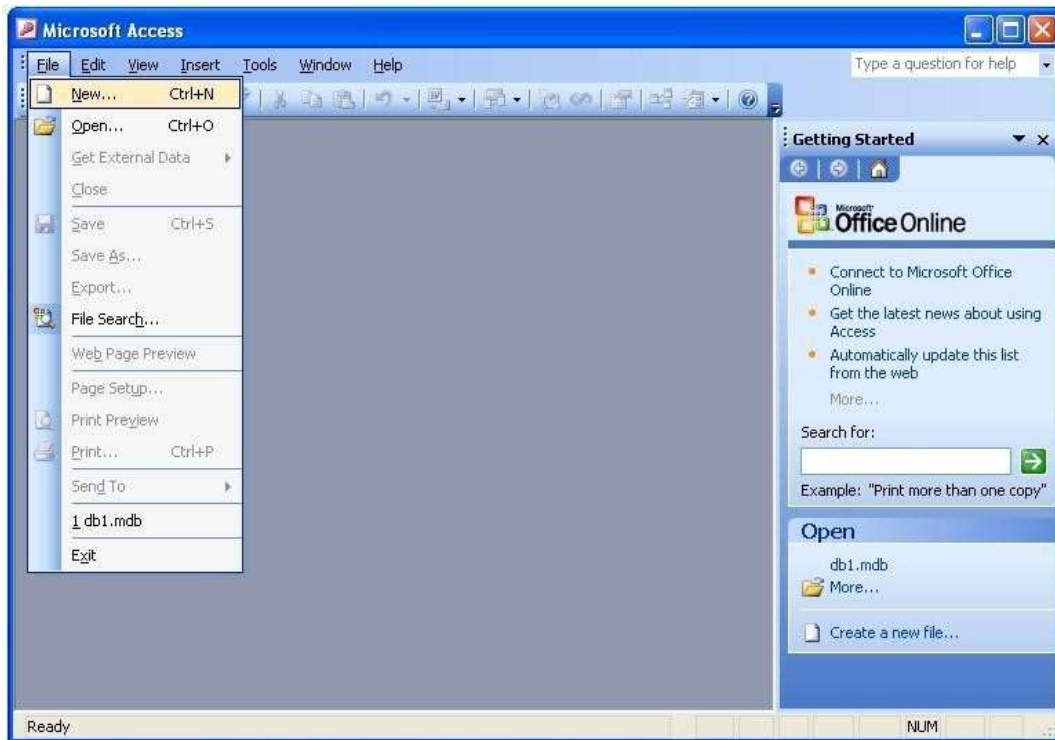 Microsoft Access
File Edit View Insert Tools Window Help
Type a question for help
New... Ctrl+N
Open... Ctrl+O
Get External Data
Close
Save Ctrl+S
Save As...
Export...
File Search...
Web Page Preview
Page Setup...
Print Preview
Print... Ctrl+P
Send To
1 db1.mdb
Exit
Getting Started
Microsoft
Office Online
Connect to Microsoft Office
Online
Get the latest news about using
Access
Automatically update this list
from the web
More...
Search for:
Example: "Print more than one copy"
Open
db1.mdb
More...
Create a new file...
Ready
NUM